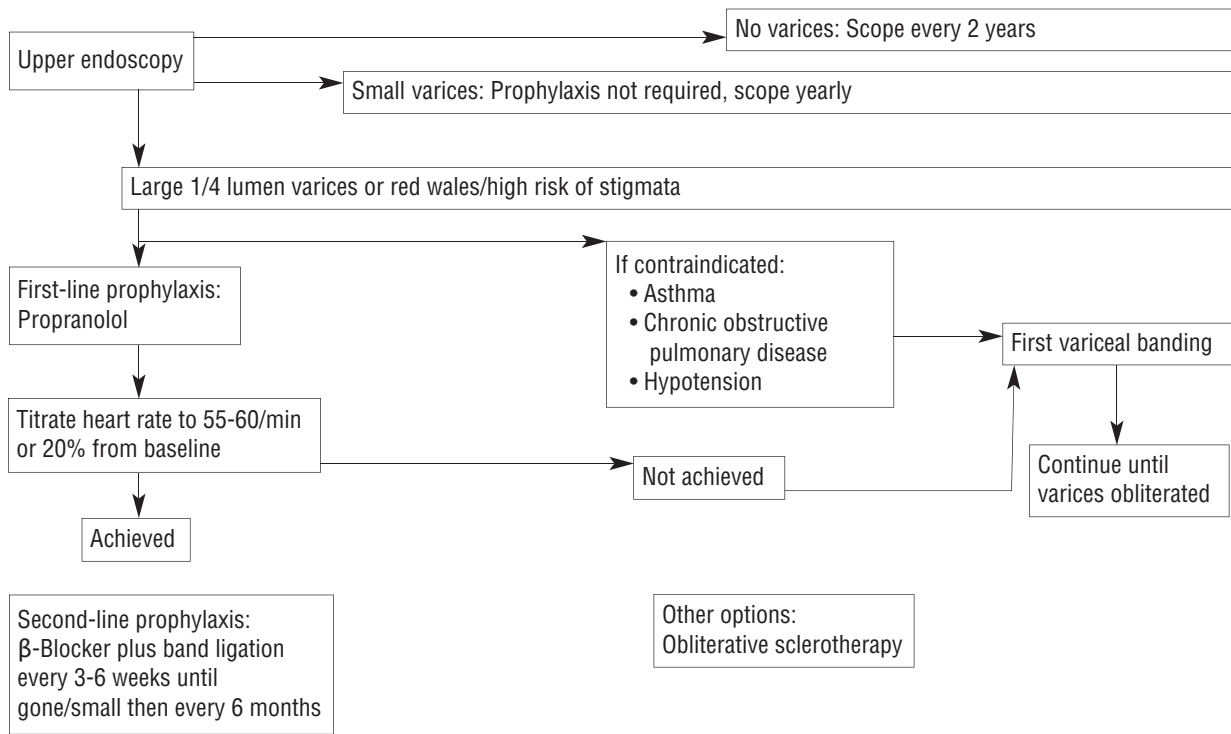 No varices: Scope every 2 years
Upper endoscopy
Small varices: Prophylaxis not required, scope yearly
Large 1/4 lumen varices or red wales/high risk of stigmata
If contraindicated:
• Asthma
• Chronic obstructive
pulmonary disease
• Hypotension
First-line prophylaxis:
Propranolol
First variceal banding
Titrate heart rate to 55-60/min
or 20% from baseline
Not achieved
Continue until
varices obliterated
Achieved
Second-line prophylaxis:
β-Blocker plus band ligation
every 3-6 weeks until
gone/small then every 6 months
Other options:
Obliterative sclerotherapy